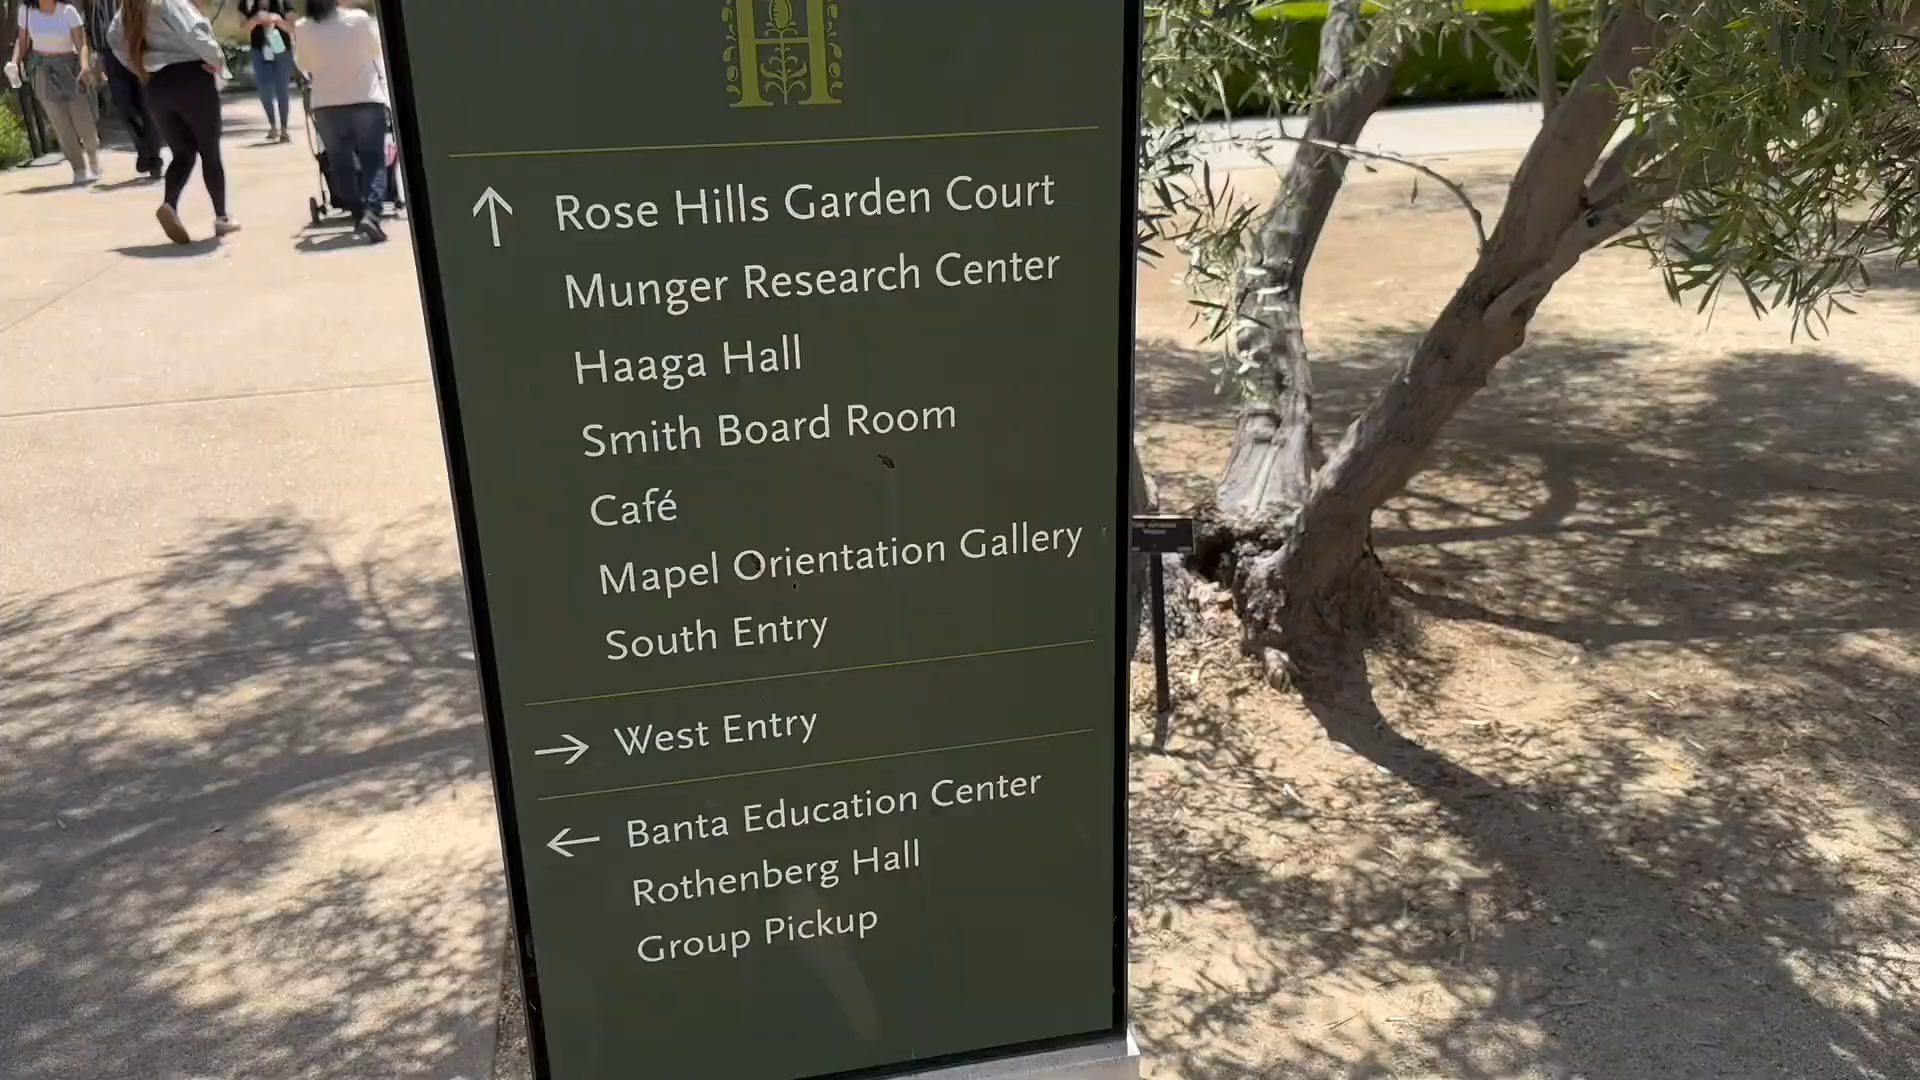 H
Rose Hills Garden Court
Munger Research Center
Haaga Hall
Smith Board Room
Café
Mapel Orientation Gallery
South Entry
West Entry
Banta Education Center
Rothenberg Hall
Group Pickup